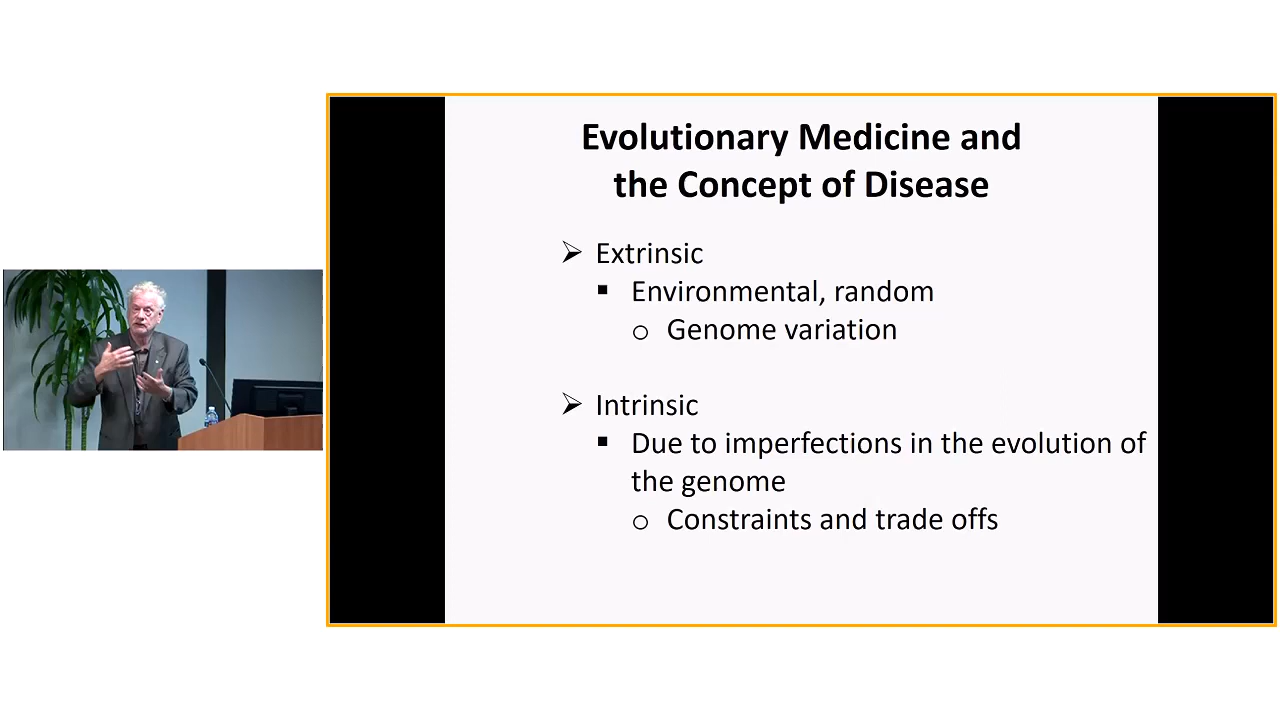 Evolutionary Medicine and
the Concept of Disease
➢ Extrinsic
▪ Environmental, random
o Genome variation
➢ Intrinsic
▪ Due to imperfections in the evolution of
the genome
o Constraints and trade offs